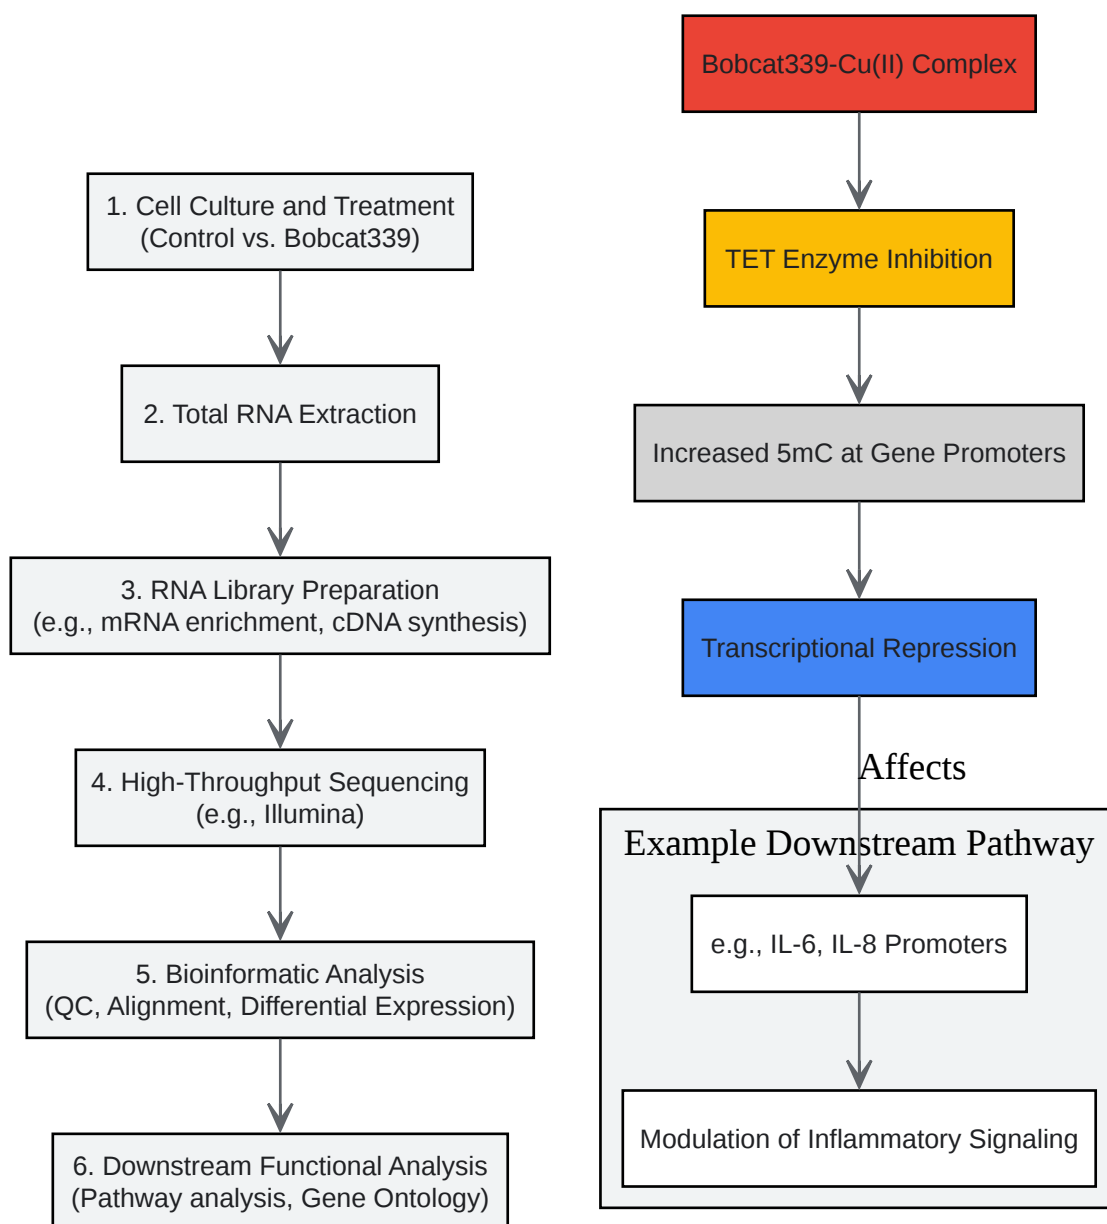 1. Cell Culture and Treatment
(Control vs. Bobcat339)
2. Total RNA Extraction
3. RNA Library Preparation
(e.g., mRNA enrichment, cDNA synthesis)
4. High-Throughput Sequencing
(e.g., Illumina)
5. Bioinformatic Analysis
(QC, Alignment, Differential Expression)
6. Downstream Functional Analysis
(Pathway analysis, Gene Ontology)
Bobcat339-Cu(II) Complex
TET Enzyme Inhibition
Increased 5mC at Gene Promoters
Transcriptional Repression
Affects
Example Downstream Pathway
e.g., IL-6, IL-8 Promoters
Modulation of Inflammatory Signaling